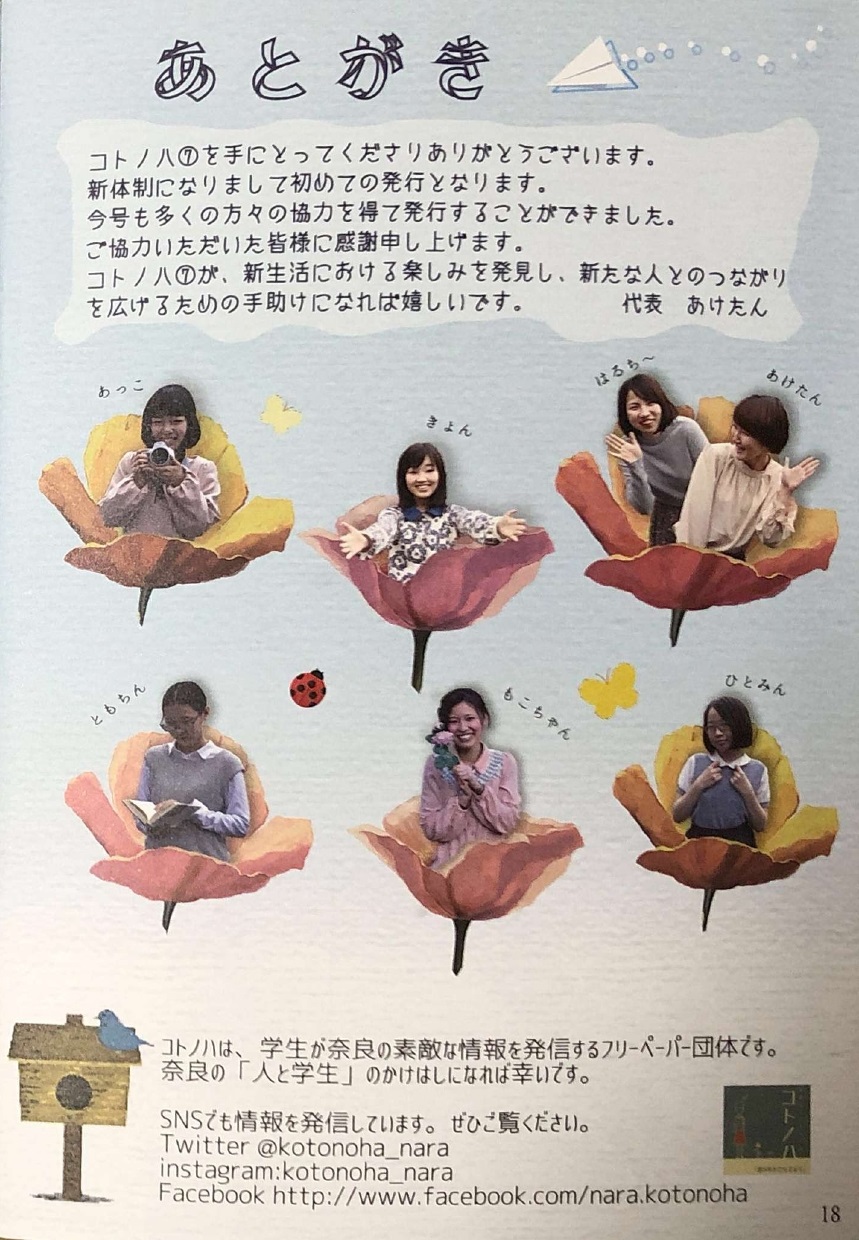 あとがき
コトノハ⑦を手にとってくださりありがとうございます。
新体制になりまして初めての発行となります。
今号も多くの方々の協力を得て発行することができました。
ご協力いただいた皆様に感謝申し上げます。
コトノハ⑦が、新生活における楽しみを発見し、新たな人とのつながり
を広げるための手助けになれば嬉しいです。 代表 あけたん
あっこ
きょん
はるち~
あけたん
ともちん
もこちゃん
ひとみん
コトノハは、学生が奈良の素敵な情報を発信するフリーペーパー団体です。
奈良の「人と学生」のかけはしになれば幸いです。
SNSでも情報を発信しています。ぜひご覧ください。
Twitter @kotonoha_nara
instagram:kotonoha_nara
Facebook http://www.facebook.com/nara.kotonoha
コトノハ
18